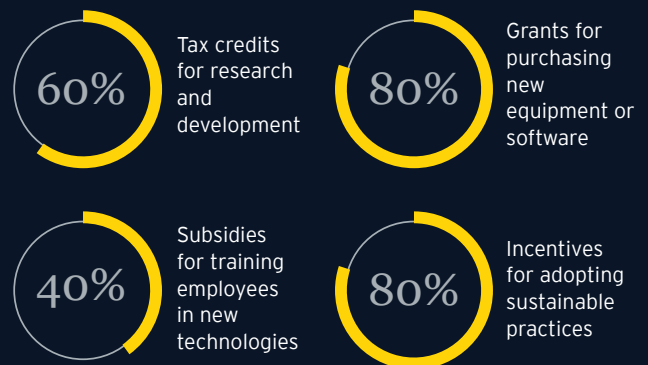 60%
Tax credits
for research
and
development
80%
Grants for
purchasing
new
equipment or
software
40%
Subsidies
for training
employees
in new
technologies
80%
Incentives
for adopting
sustainable
practices